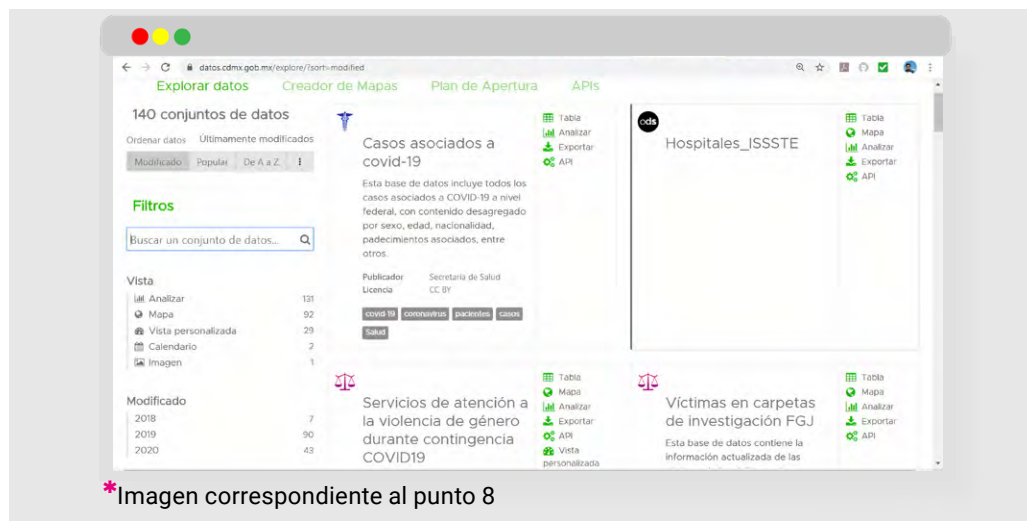 datos.cdmx.gob.mx/explore/?sort=modified
Explorar datos Creador de Mapas Plan de Apertura APIs
140 conjuntos de datos
Ordenar datos Últimamente modificados
Modificado Popular De A a Z
Filtros
Buscar un conjunto de datos...
Vista
Analizar 131
Mapa 92
Vista personalizada 29
Calendario 2
Imagen 1
Modificado
2018 7
2019 90
2020 43
Casos asociados a
covid-19
Esta base de datos incluye todos los
casos asociados a COVID-19 a nivel
federal, con contenido desagregado
por sexo, edad, nacionalidad,
padecimientos asociados, entre
otros.
Publicador Secretaría de Salud
Licencia CC BY
covid-19 coronavirus pacientes casos
Salud
Tabla
Analizar
Exportar
API
ods
Hospitales_ISSSTE
Tabla
Mapa
Analizar
Exportar
API
Servicios de atención a
la violencia de género
durante contingencia
COVID19
Tabla
Mapa
Analizar
Exportar
API
Vista
personalizada
Víctimas en carpetas
de investigación FGJ
Esta base de datos contiene la
información actualizada de las
Tabla
Mapa
Analizar
Exportar
API
*Imagen correspondiente al punto 8